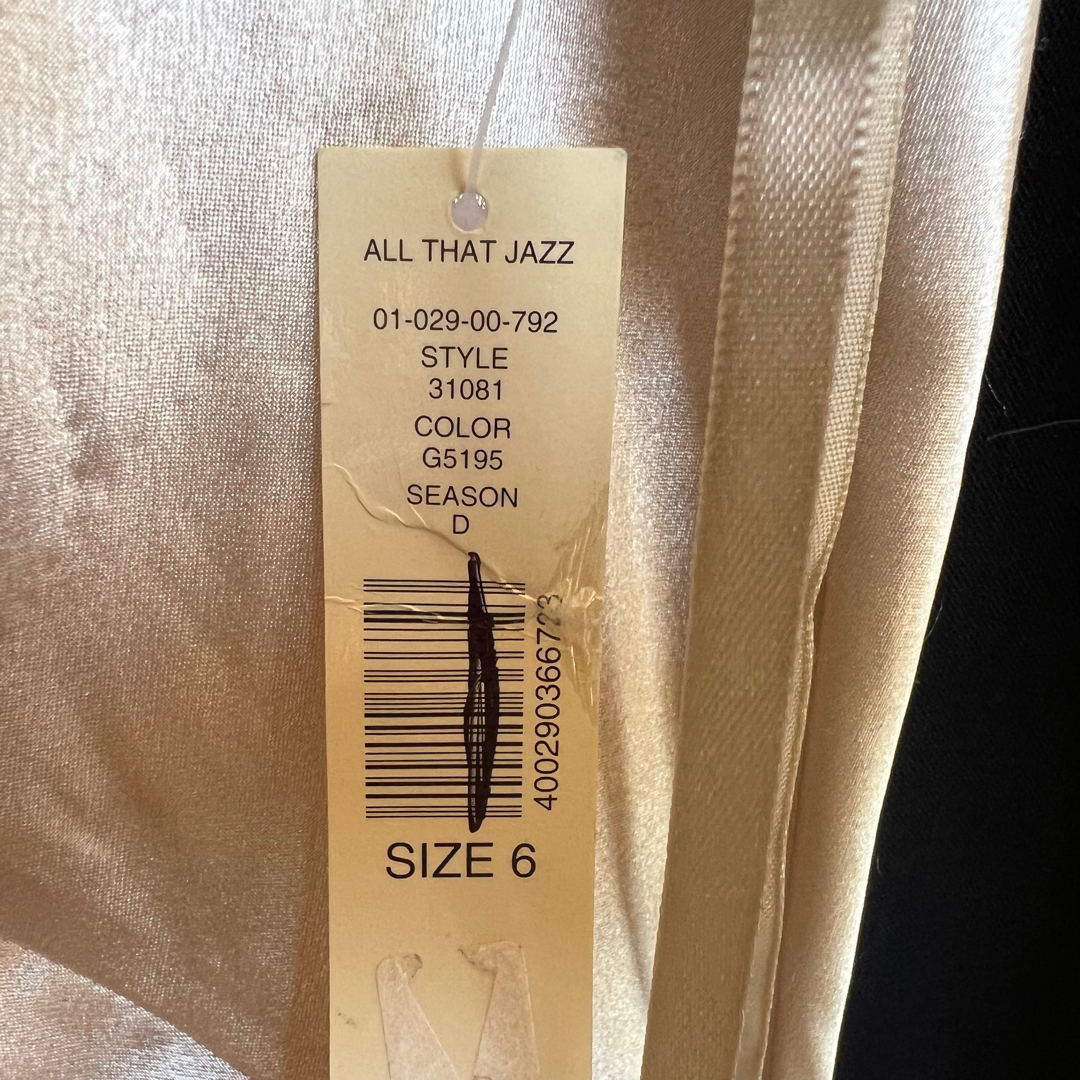 ALL THAT JAZZ
01-029-00-792
STYLE
31081
COLOR
G5195
SEASON
D
SIZE 6